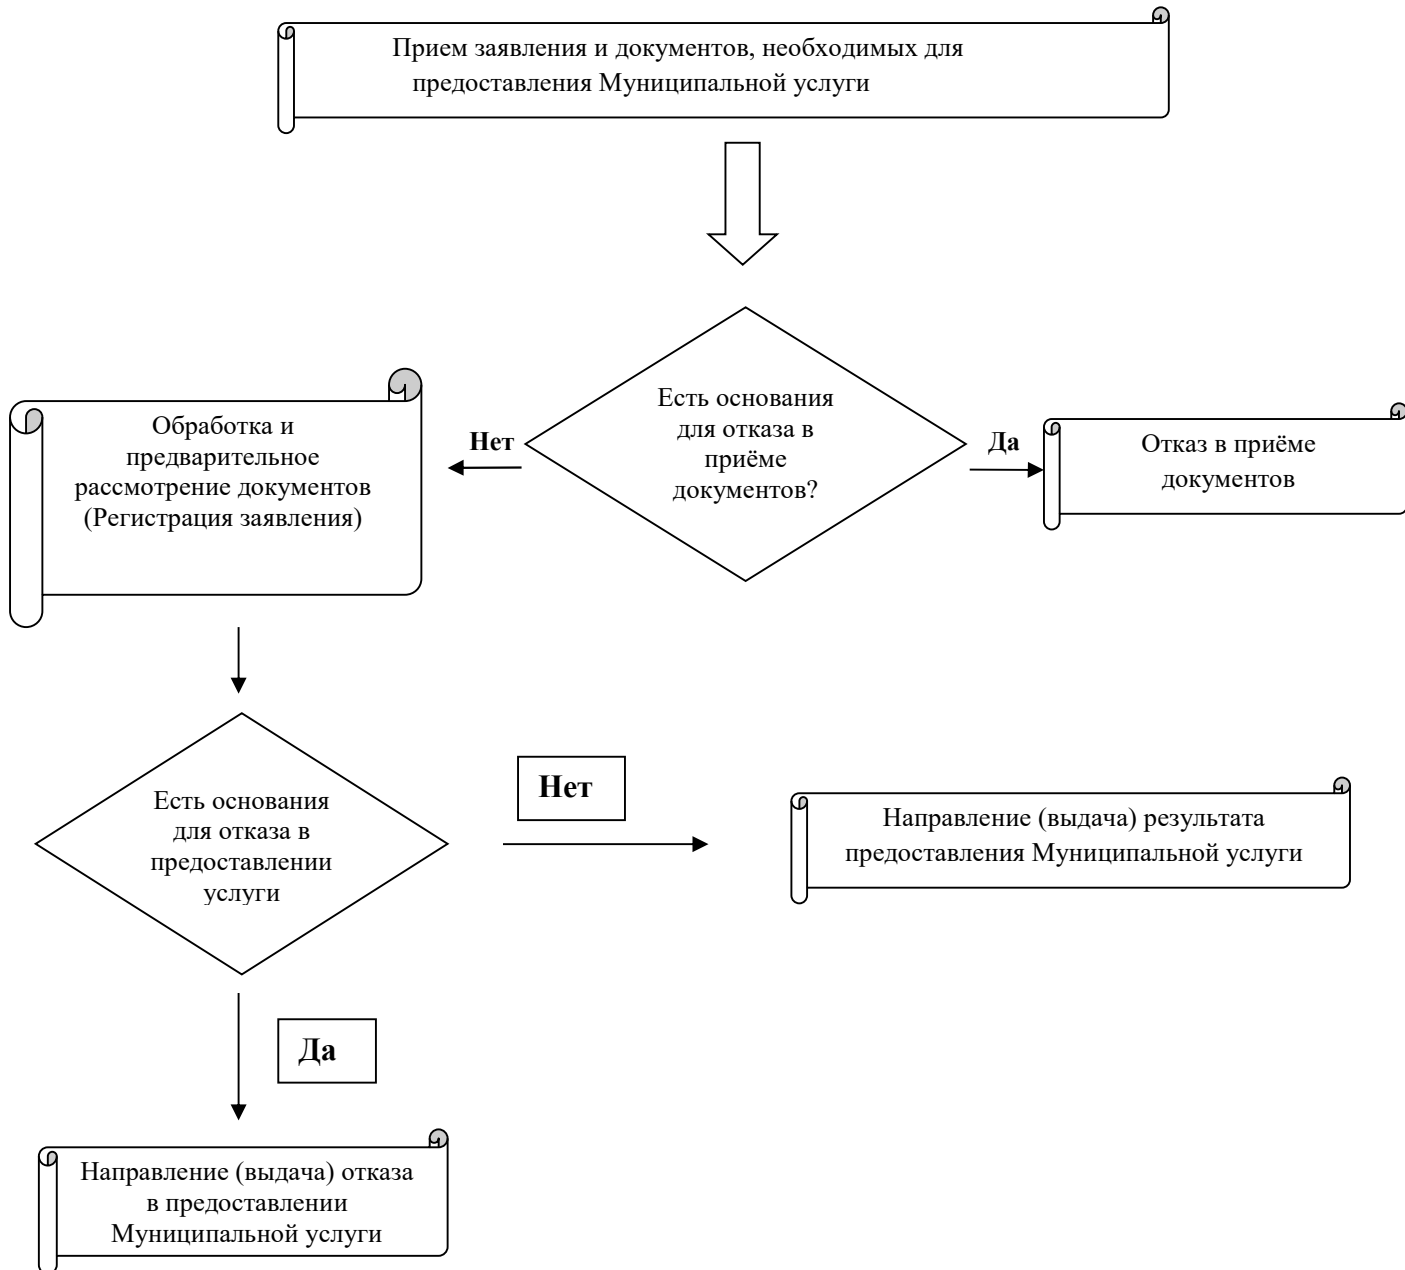 Прием заявления и документов, необходимых для
предоставления Муниципальной услуги
Есть основания
для отказа в
приёме
документов?
Обработка и
предварительное
рассмотрение документов
(Регистрация заявления)
Нет
Да
Отказ в приёме
документов
Есть основания
для отказа в
предоставлении
услуги
Нет
Направление (выдача) результата
предоставления Муниципальной услуги
Да
Направление (выдача) отказа
в предоставлении
Муниципальной услуги